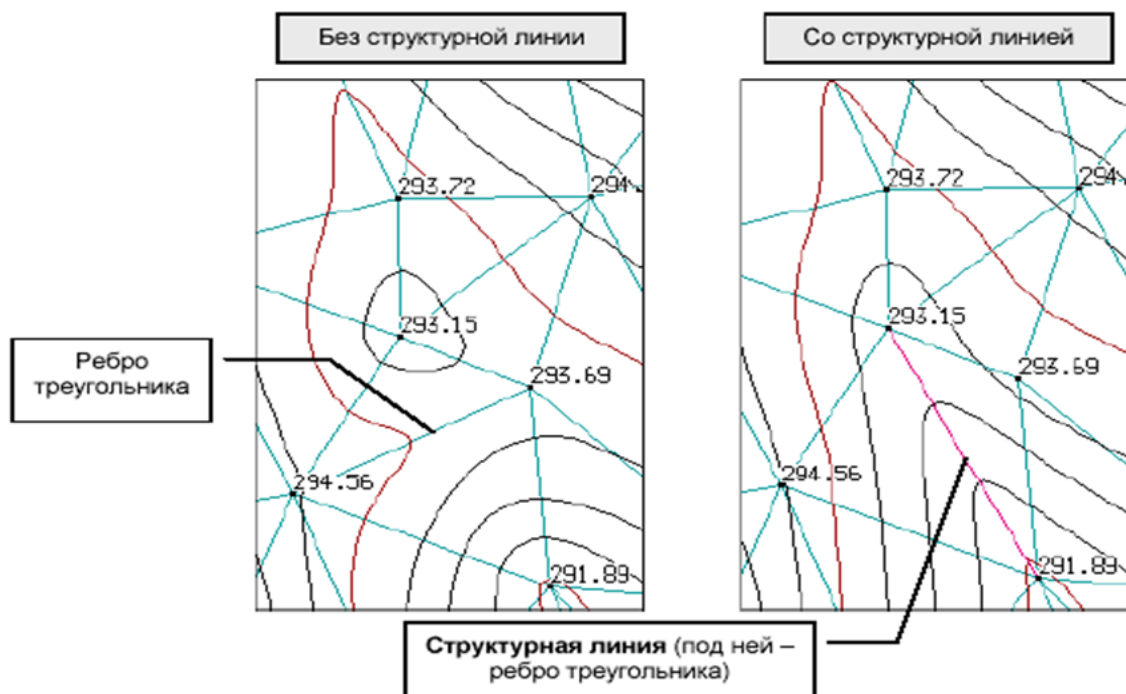 Без структурной линии
Со структурной линией
293.72
294
293.15
293.69
294.56
291.89
293.72
294
293.15
293.69
294.56
291.89
Ребро
треугольника
Структурная линия (под ней –
ребро треугольника)